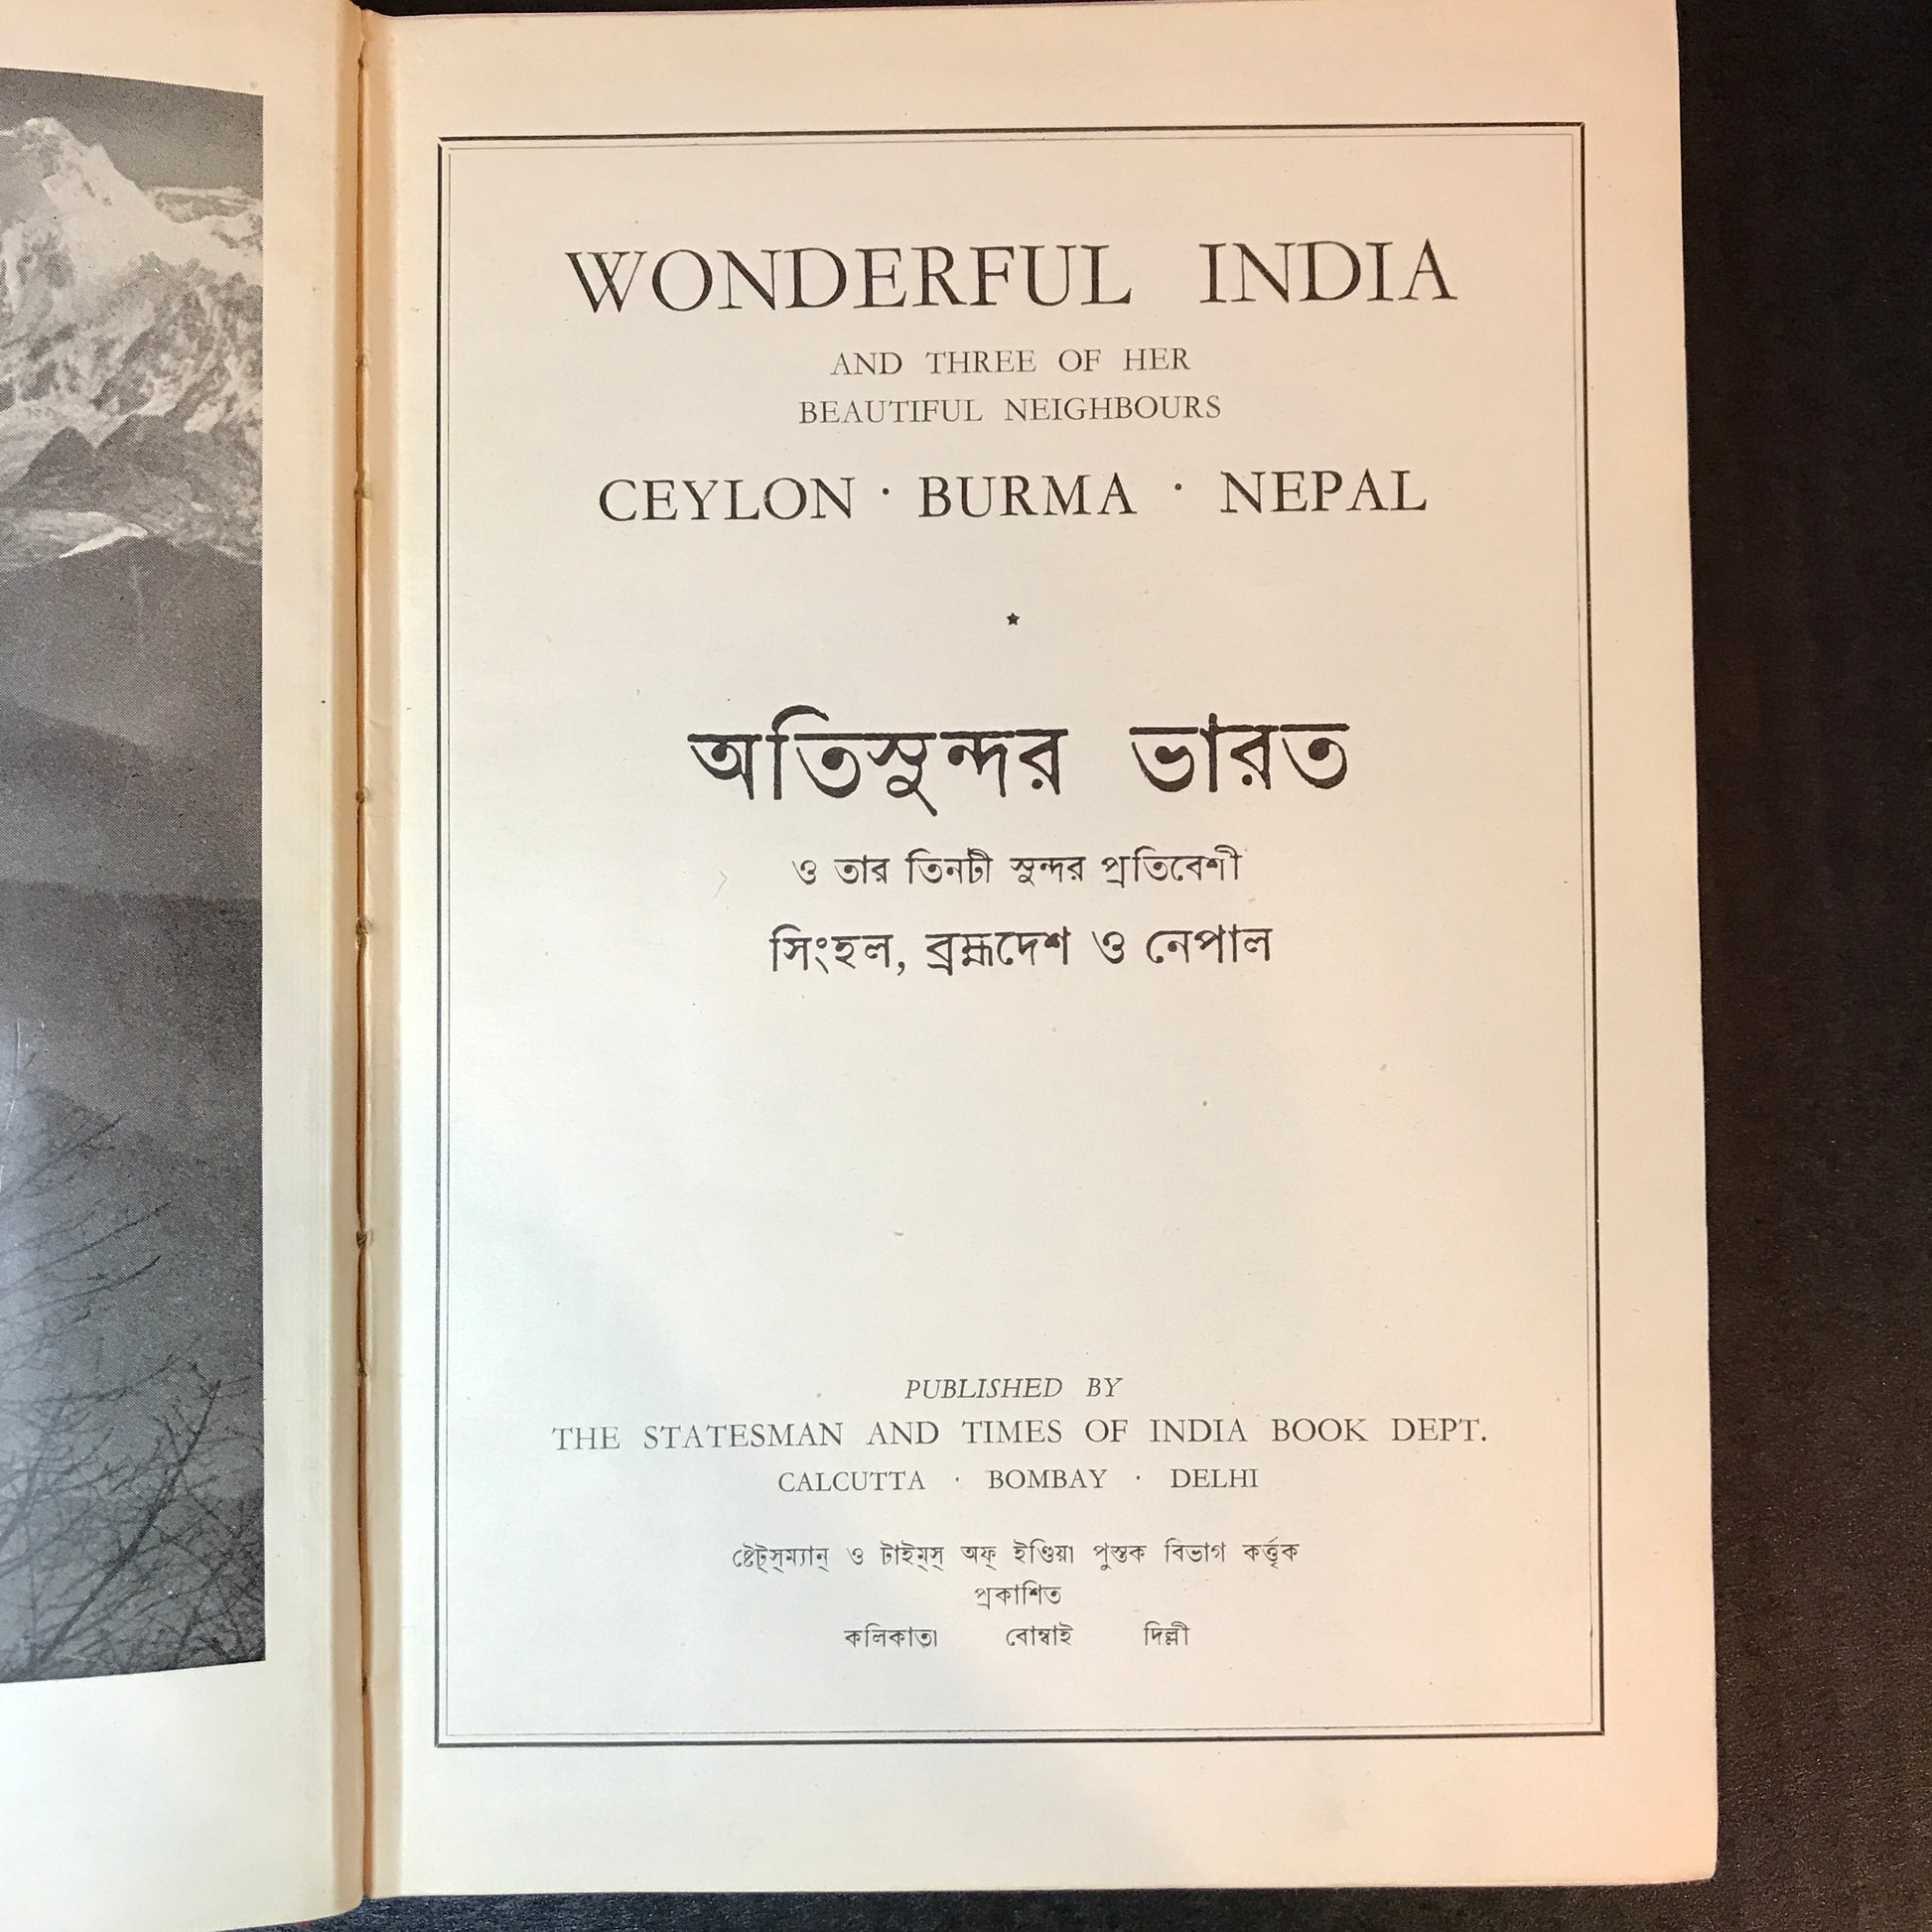 WONDERFUL INDIA
AND THREE OF HER
BEAUTIFUL NEIGHBOURS
CEYLON · BURMA · NEPAL
★
অতিসুন্দর ভারত
ও তার তিনটী সুন্দর প্রতিবেশী
সিংহল, ব্রহ্মদেশ ও নেপাল
PUBLISHED BY
THE STATESMAN AND TIMES OF INDIA BOOK DEPT.
CALCUTTA · BOMBAY · DELHI
ষ্টেট্‌স্‌ম্যান্ ও টাইম্‌স্ অফ্ ইণ্ডিয়া পুস্তক বিভাগ কর্ত্তৃক
প্রকাশিত
কলিকাতা বোম্বাই দিল্লী